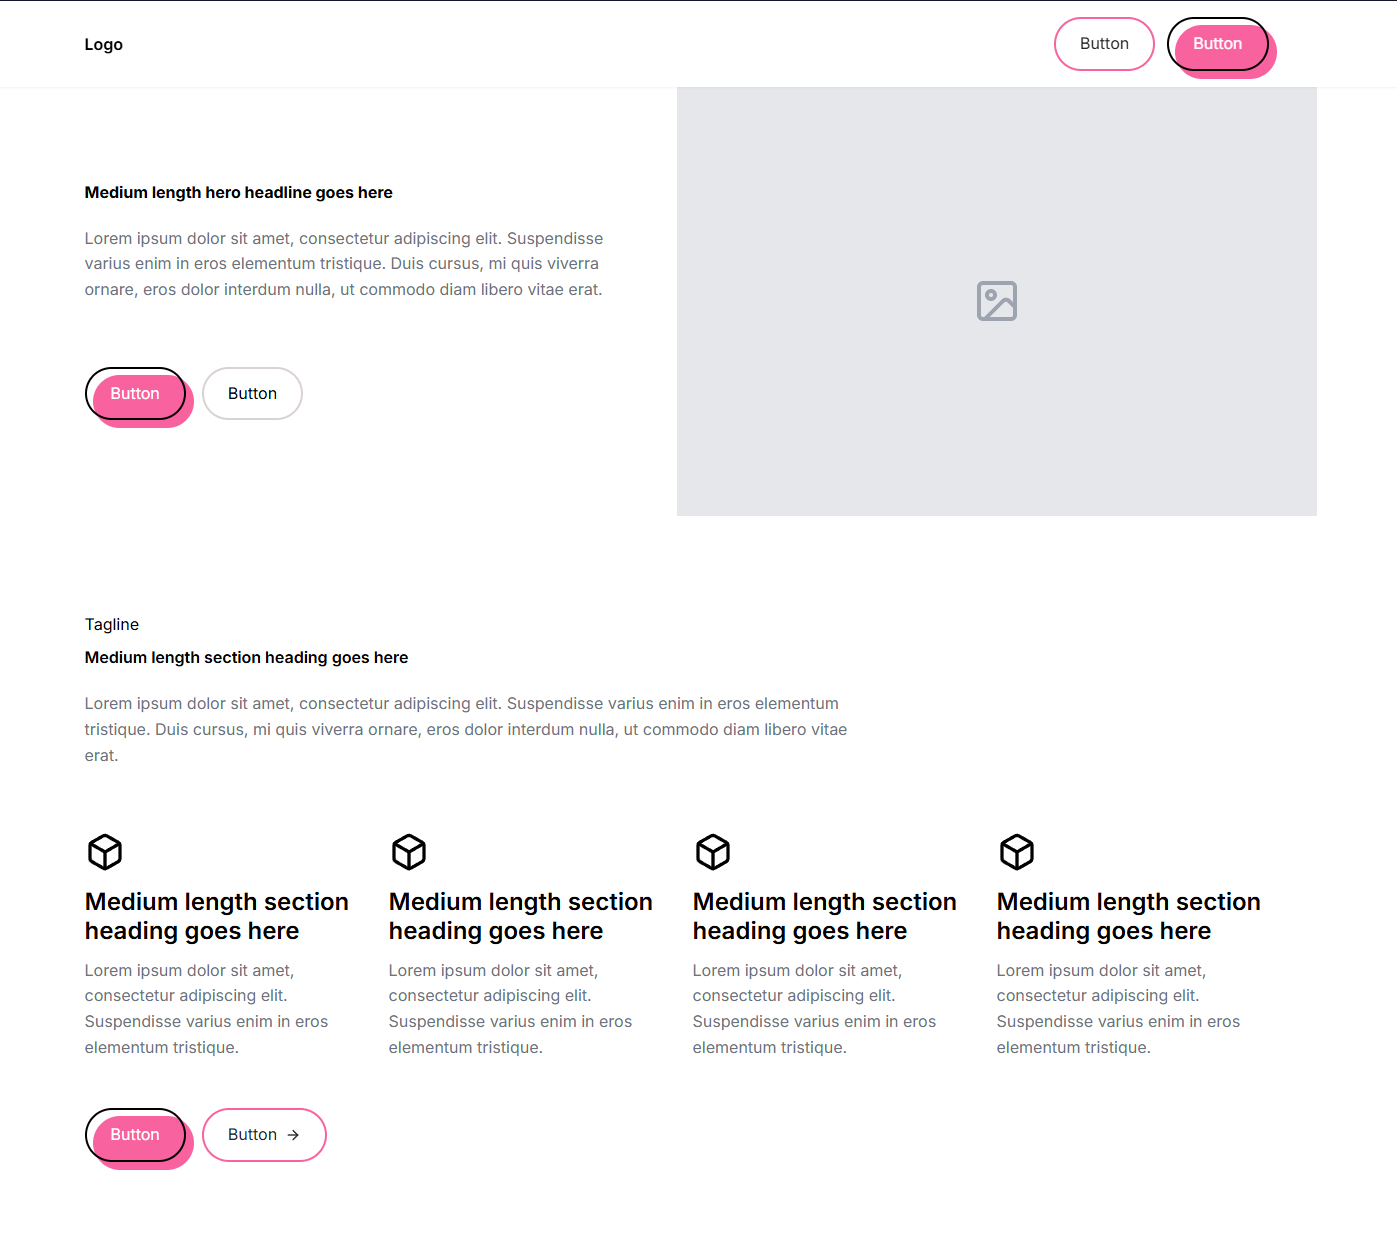 Logo
Button
Button
Medium length hero headline goes here
Lorem ipsum dolor sit amet, consectetur adipiscing elit. Suspendisse
varius enim in eros elementum tristique. Duis cursus, mi quis viverra
ornare, eros dolor interdum nulla, ut commodo diam libero vitae erat.
Button
Button
Tagline
Medium length section heading goes here
Lorem ipsum dolor sit amet, consectetur adipiscing elit. Suspendisse varius enim in eros elementum
tristique. Duis cursus, mi quis viverra ornare, eros dolor interdum nulla, ut commodo diam libero vitae
erat.
Medium length section
heading goes here
Lorem ipsum dolor sit amet,
consectetur adipiscing elit.
Suspendisse varius enim in eros
elementum tristique.
Medium length section
heading goes here
Lorem ipsum dolor sit amet,
consectetur adipiscing elit.
Suspendisse varius enim in eros
elementum tristique.
Medium length section
heading goes here
Lorem ipsum dolor sit amet,
consectetur adipiscing elit.
Suspendisse varius enim in eros
elementum tristique.
Medium length section
heading goes here
Lorem ipsum dolor sit amet,
consectetur adipiscing elit.
Suspendisse varius enim in eros
elementum tristique.
Button
Button →